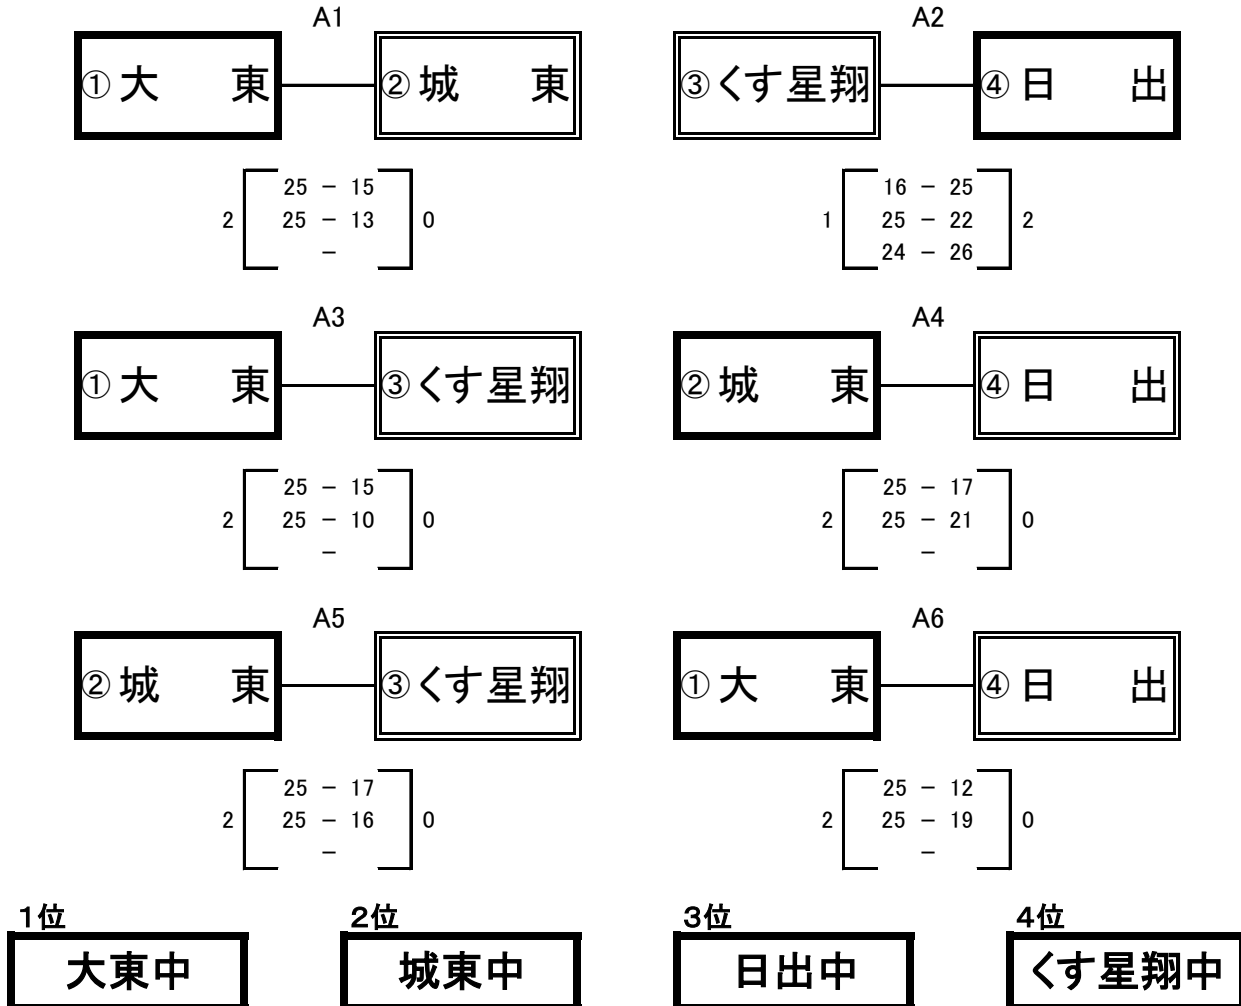 A1 A2
①大 東 ②城 東 ③くす星翔 ④日 出
25 － 15 16 － 25
2 25 － 13 0 1 25 － 22 2
－ 24 － 26
A3 A4
①大 東 ③くす星翔 ②城 東 ④日 出
25 － 15 25 － 17
2 25 － 10 0 2 25 － 21 0
－ －
A5 A6
②城 東 ③くす星翔 ①大 東 ④日 出
25 － 17 25 － 12
2 25 － 16 0 2 25 － 19 0
－ －
1位 2位 3位 4位
大東中 城東中 日出中 くす星翔中